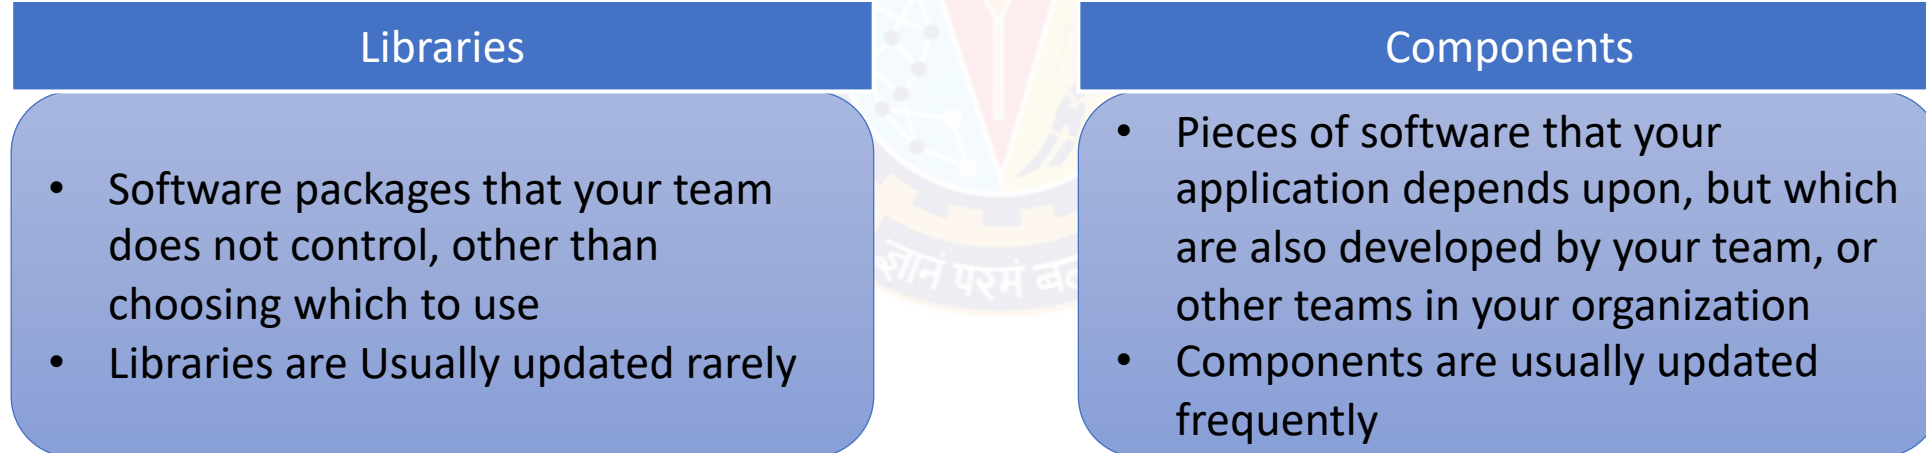 Libraries
• Software packages that your team
does not control, other than
choosing which to use
• Libraries are Usually updated rarely
Components
• Pieces of software that your
application depends upon, but which
are also developed by your team, or
other teams in your organization
• Components are usually updated
frequently
ज्ञानं परमं